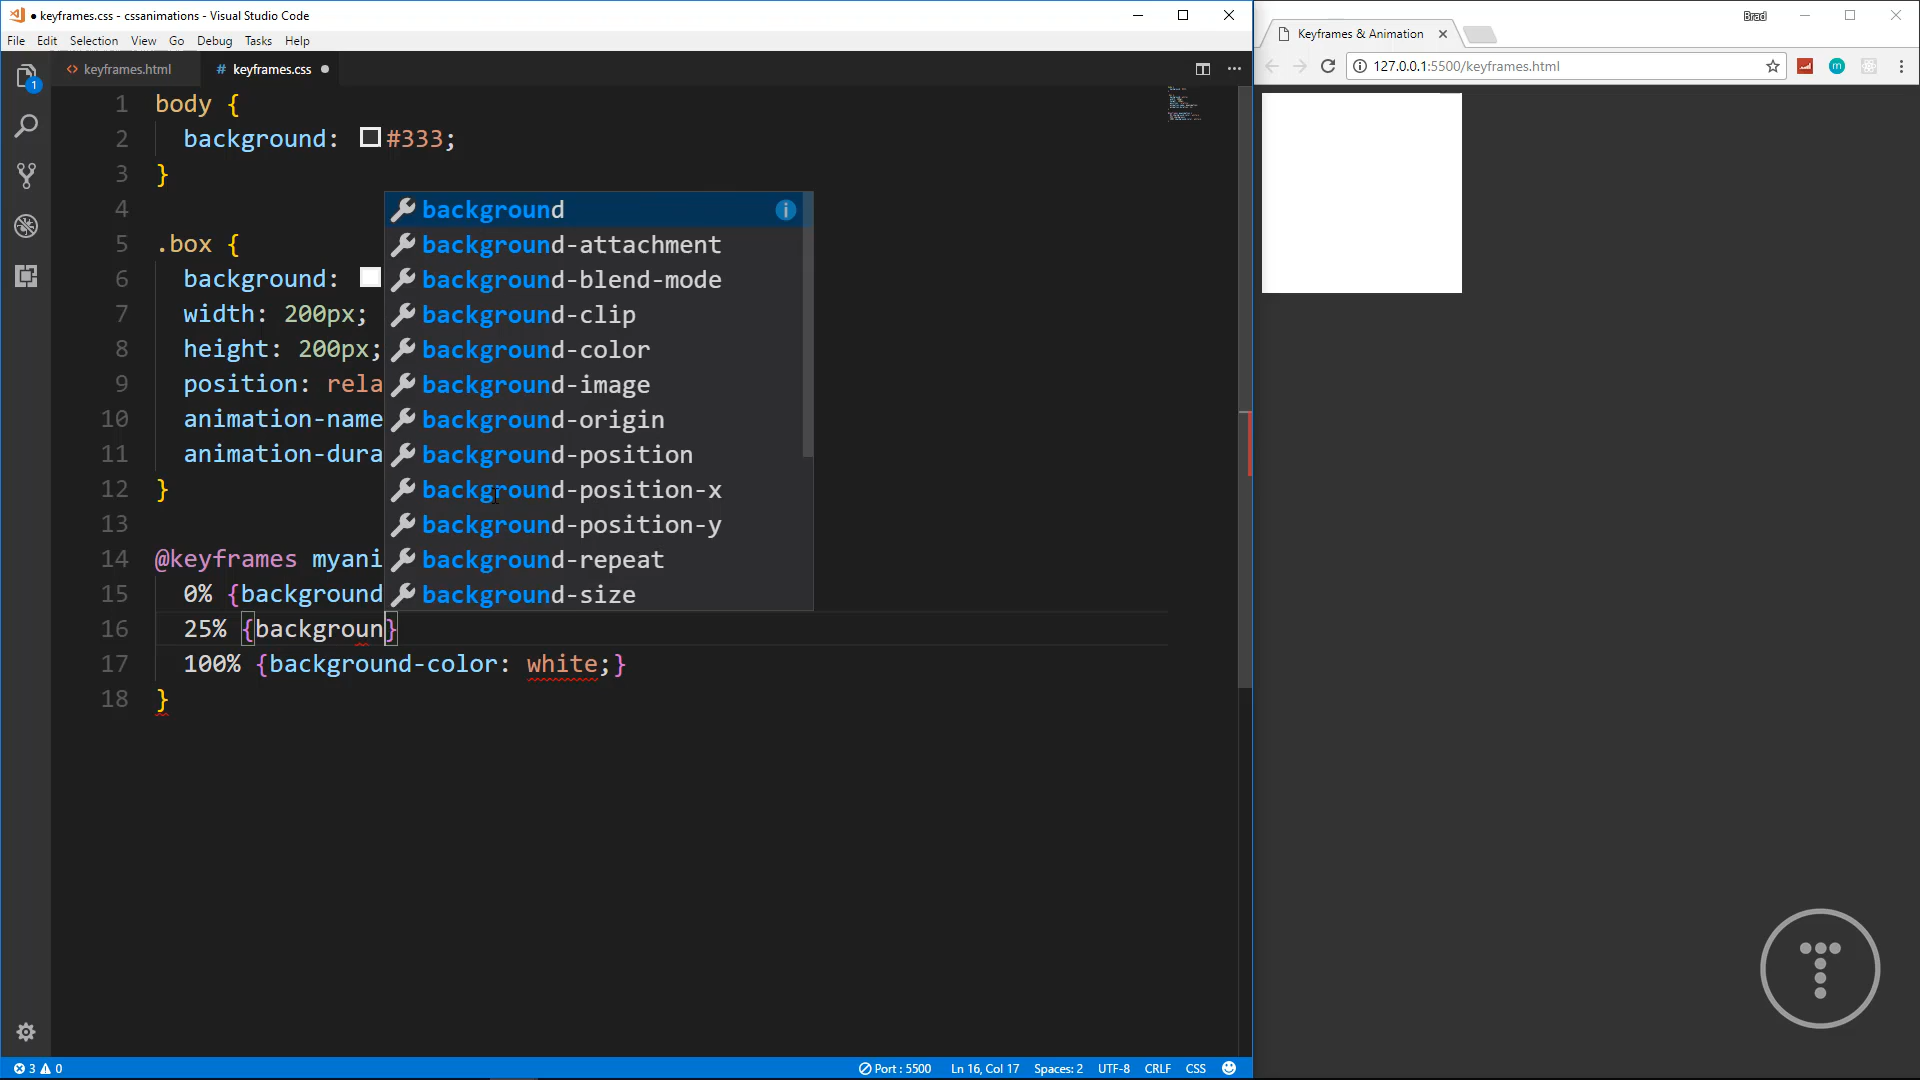 keyframes.css - cssanimations - Visual Studio Code
File Edit Selection View Go Debug Tasks Help
keyframes.html
keyframes.css
1 body {
2 background: #333;
3 }
4
5 .box {
6 background:
7 width: 200px;
8 height: 200px;
9 position: rela
10 animation-name
11 animation-dura
12 }
13
14 @keyframes myani
15 0% {background
16 25% {backgroun}
17 100% {background-color: white;}
18 }
background
background-attachment
background-blend-mode
background-clip
background-color
background-image
background-origin
background-position
background-position-x
background-position-y
background-repeat
background-size
1
3 0
Port : 5500 Ln 16, Col 17 Spaces: 2 UTF-8 CRLF CSS
Brad
Keyframes & Animation
127.0.0.1:5500/keyframes.html
m
T